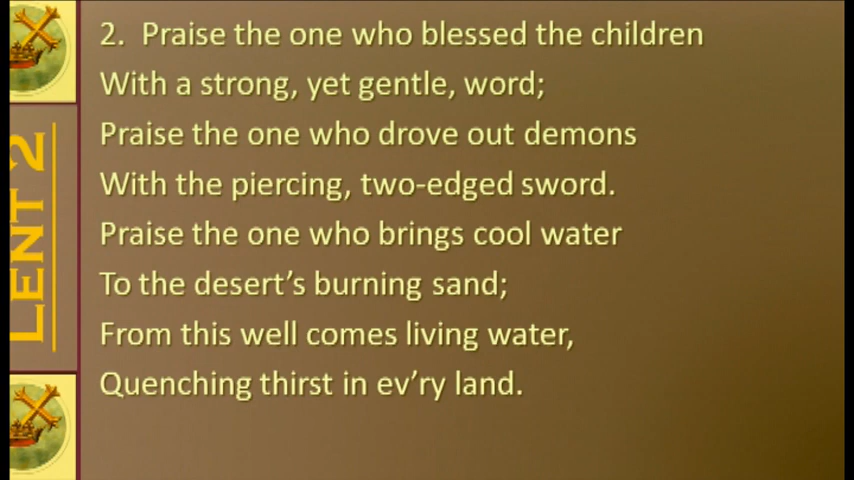 LENT 2
2. Praise the one who blessed the children
With a strong, yet gentle, word;
Praise the one who drove out demons
With the piercing, two-edged sword.
Praise the one who brings cool water
To the desert’s burning sand;
From this well comes living water,
Quenching thirst in ev’ry land.